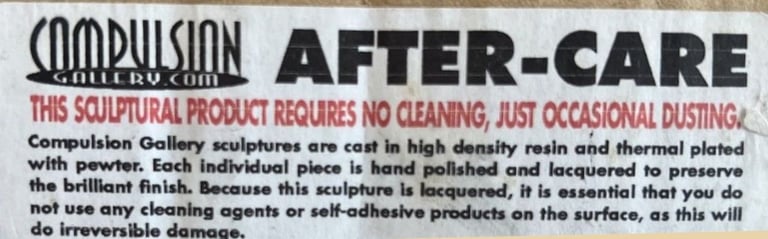 COMPULSION
GALLERY.COM
AFTER-CARE
THIS SCULPTURAL PRODUCT REQUIRES NO CLEANING, JUST OCCASIONAL DUSTING.
Compulsion Gallery sculptures are cast in high density resin and thermal plated
with pewter. Each individual piece is hand polished and lacquered to preserve
the brilliant finish. Because this sculpture is lacquered, it is essential that you do
not use any cleaning agents or self-adhesive products on the surface, as this will
do irreversible damage.